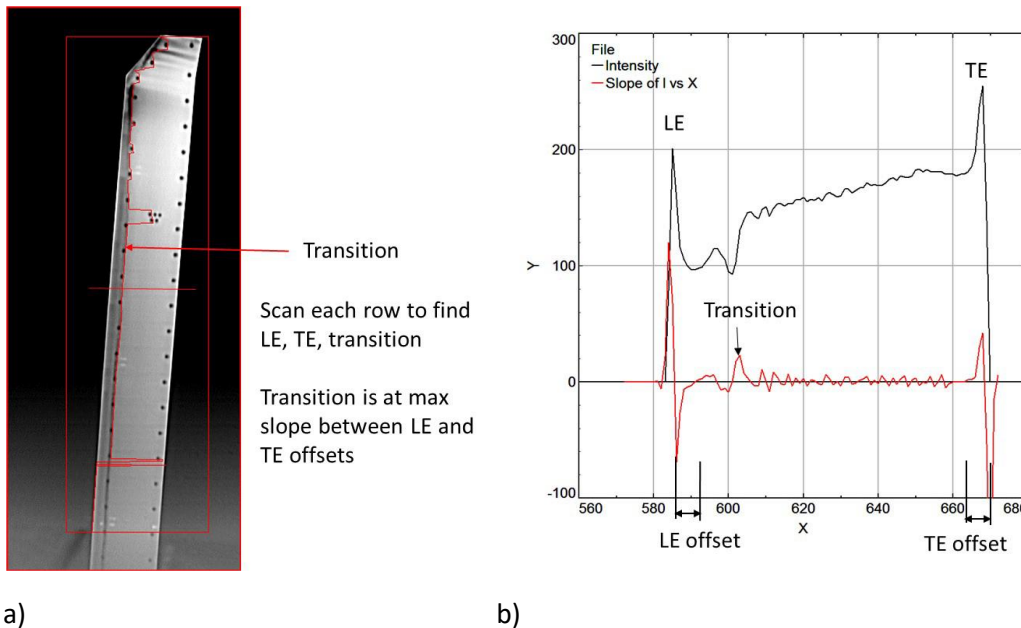 Transition
Scan each row to find
LE, TE, transition
Transition is at max
slope between LE and
TE offsets
a)
300
200
100
0
-100
Y
File
Intensity
Slope of I vs X
LE
TE
Transition
560
580
600
620
640
660
680
X
LE offset
TE offset
b)